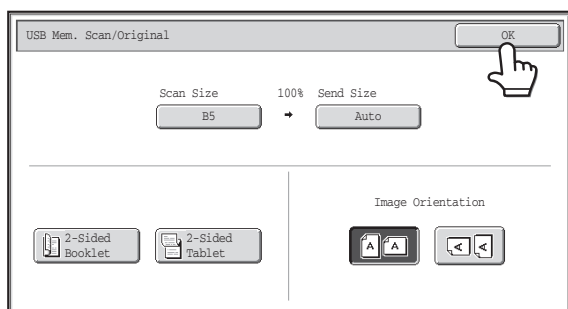 USB Mem. Scan/Original
OK
Scan Size
100%
Send Size
B5
Auto
2-Sided
Booklet
2-Sided
Tablet
Image Orientation
A A
A A